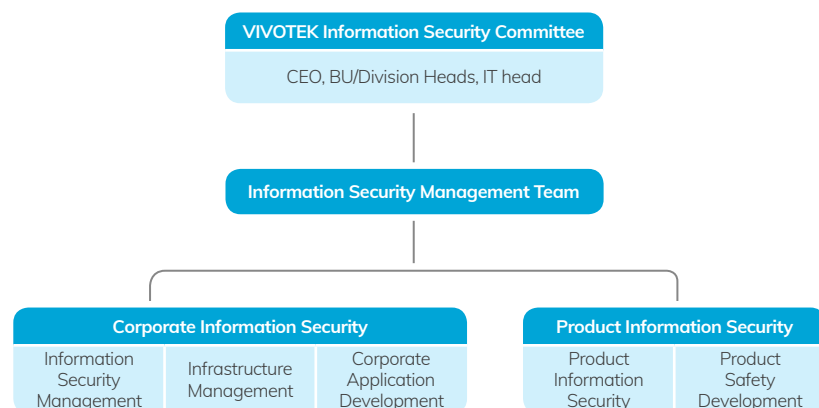 VIVOTEK Information Security Committee
CEO, BU/Division Heads, IT head
Information Security Management Team
Corporate Information Security
Information
Security
Management
Infrastructure
Management
Corporate
Application
Development
Product Information Security
Product
Information
Security
Product
Safety
Development